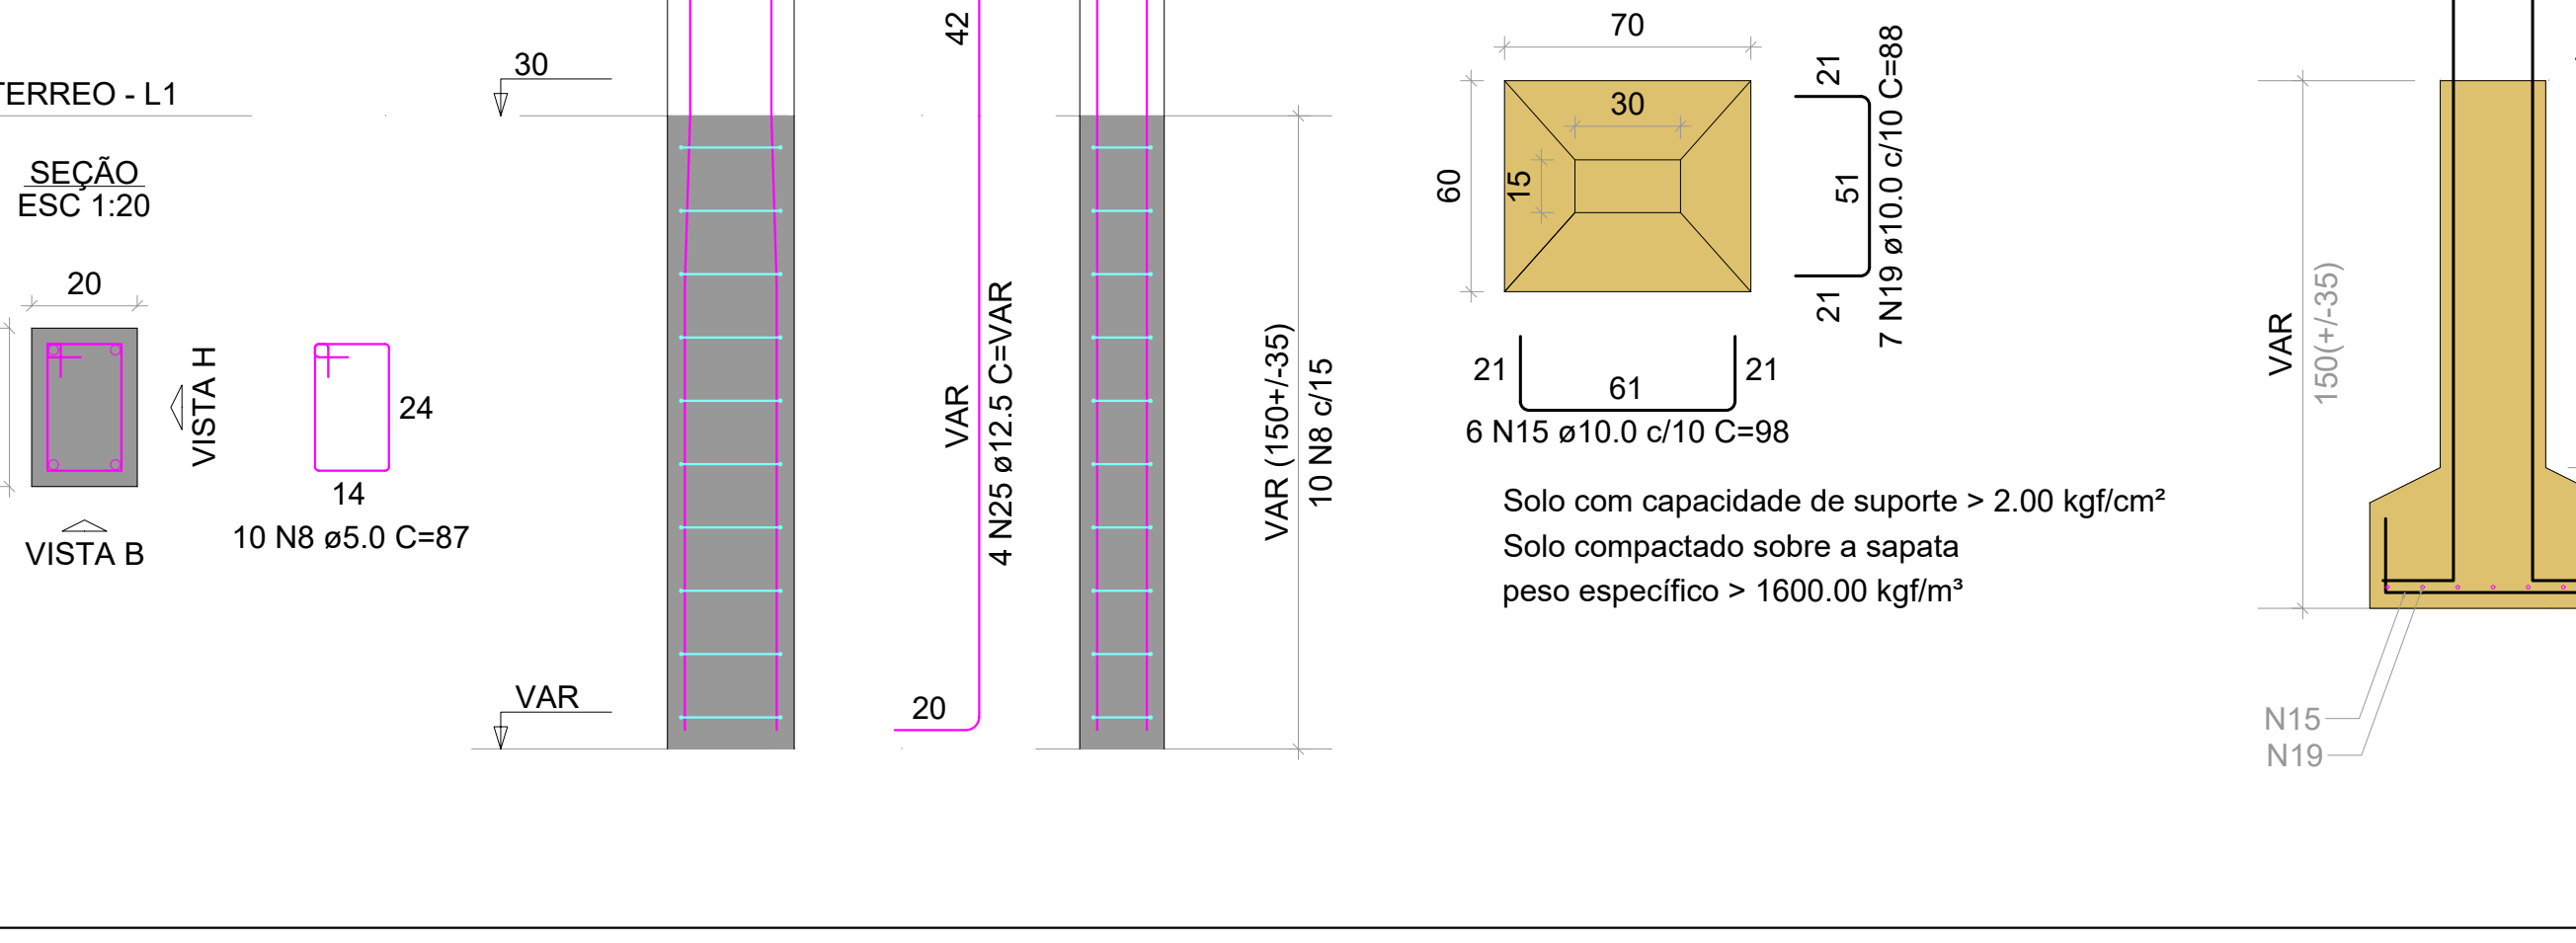 TERREO - L1
SEÇÃO
ESC 1:20
20
VISTA H
VISTA B
24
14
10 N8 ø5.0 C=87
30
VAR
42
VAR
4 N25 ø12.5 C=VAR
20
VAR (150+/-35)
10 N8 c/15
70
60
30
15
21
51
21
7 N19 ø10.0 c/10 C=88
21
61
21
6 N15 ø10.0 c/10 C=98
Solo com capacidade de suporte > 2.00 kgf/cm²
Solo compactado sobre a sapata
peso específico > 1600.00 kgf/m³
VAR
150(+/-35)
N15
N19